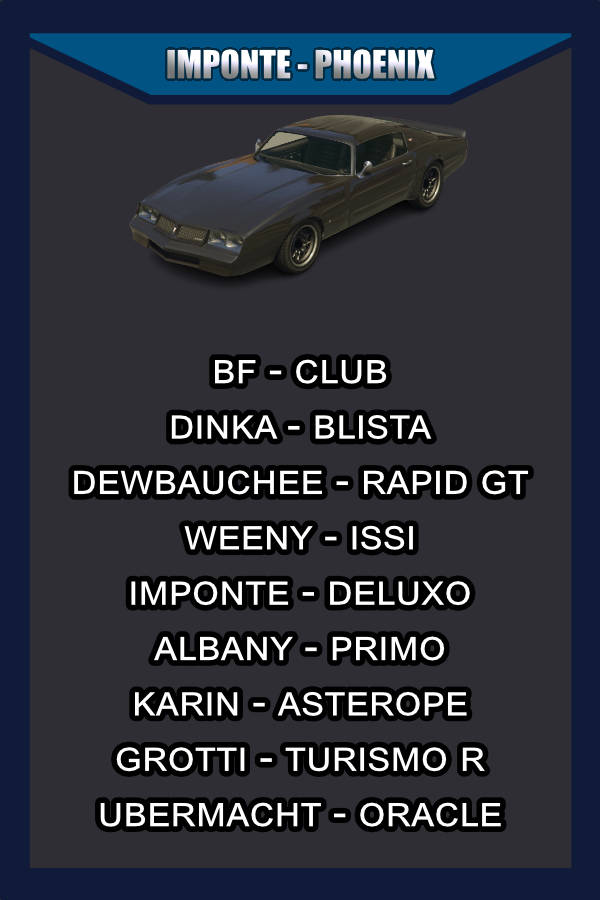 IMPONTE - PHOENIX
BF - CLUB
DINKA - BLISTA
DEWBAUCHEE - RAPID GT
WEENY - ISSI
IMPONTE - DELUXO
ALBANY - PRIMO
KARIN - ASTEROPE
GROTTI - TURISMO R
UBERMACHT - ORACLE